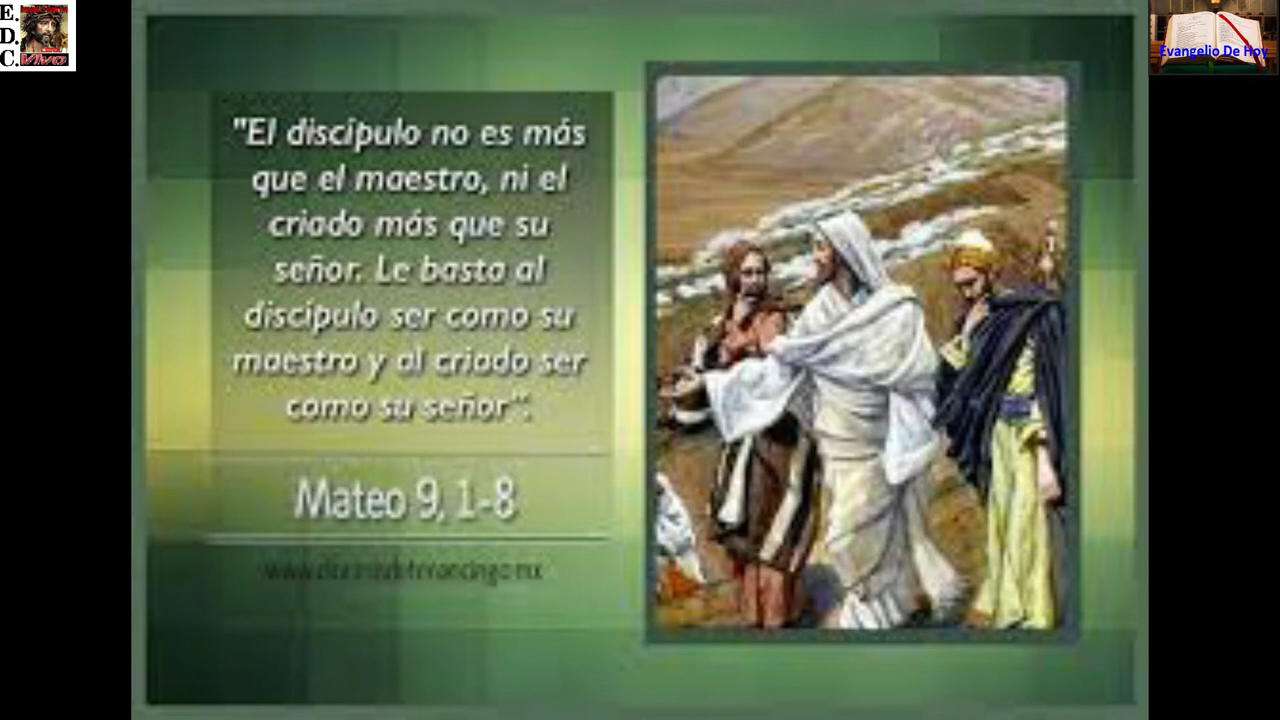 E.
D.
C.
Vivo
Evangelio De Hoy
"El discípulo no es más
que el maestro, ni el
criado más que su
señor. Le basta al
discípulo ser como su
maestro y al criado ser
como su señor".
Mateo 9, 1-8